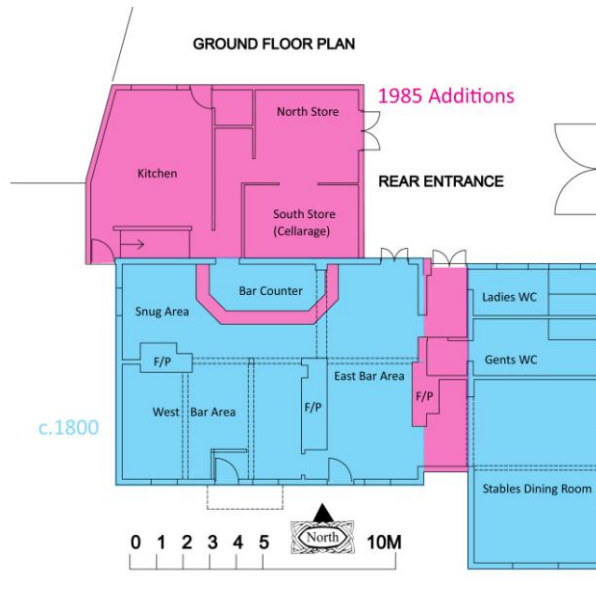 GROUND FLOOR PLAN
1985 Additions
North Store
Kitchen
REAR ENTRANCE
South Store
(Cellarage)
Bar Counter
Ladies WC
Snug Area
F/P
Gents WC
East Bar Area
F/P
F/P
West Bar Area
c.1800
Stables Dining Room
0 1 2 3 4 5 10M
North